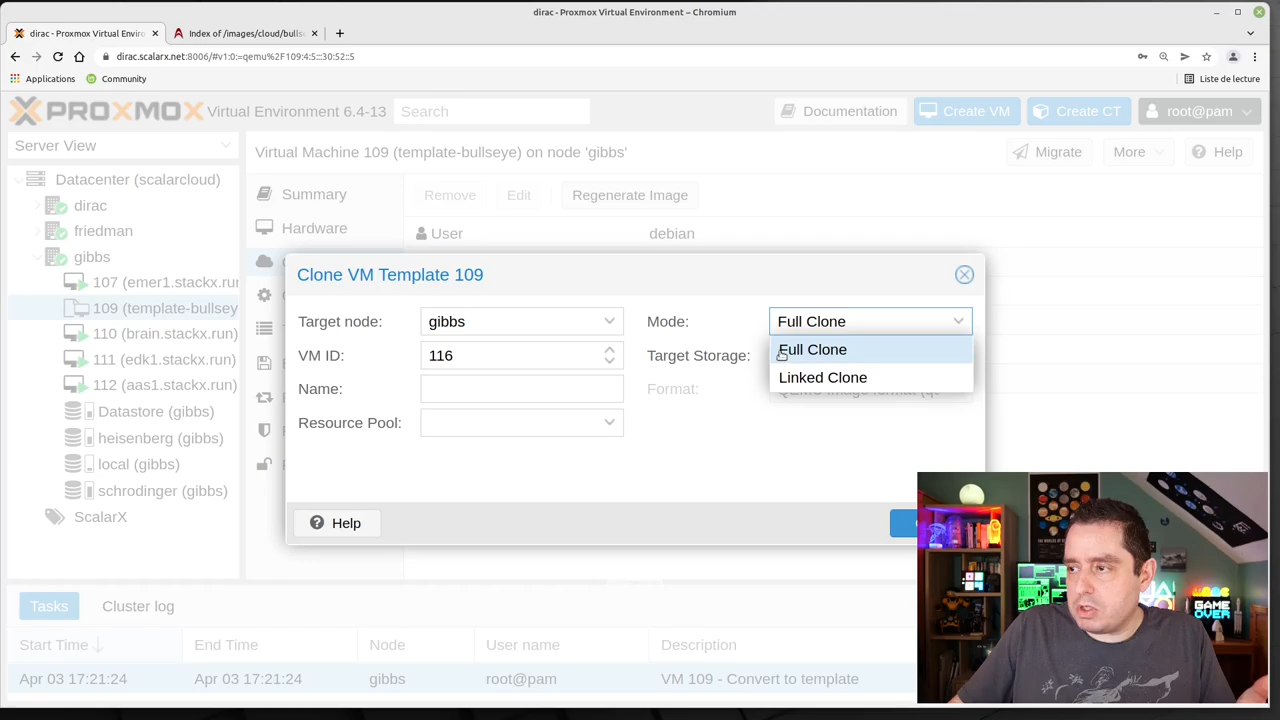 dirac - Proxmox Virtual Environment – Chromium
dirac - Proxmox Virtual Enviro
Index of /images/cloud/bulls
dirac.scalarx.net:8006/#v1:0:=qemu%2F109:4:5:::30:52::5
Applications
Community
Liste de lecture
PROXMOX Virtual Environment 6.4-13
Search
Documentation
Create VM
Create CT
root@pam
Server View
Virtual Machine 109 (template-bullseye) on node 'gibbs'
Migrate
More
Help
Datacenter (scalarcloud)
dirac
friedman
gibbs
107 (emer1.stackx.run
109 (template-bullsey
110 (brain.stackx.run)
111 (edk1.stackx.run)
112 (aas1.stackx.run)
Datastore (gibbs)
heisenberg (gibbs)
local (gibbs)
schrodinger (gibbs)
ScalarX
Summary
Hardware
Remove
Edit
Regenerate Image
User
debian
Clone VM Template 109
Target node:
gibbs
Mode:
Full Clone
VM ID:
116
Target Storage:
Full Clone
Linked Clone
Name:
Format:
Resource Pool:
Help
Tasks
Cluster log
Start Time
End Time
Node
User name
Description
Apr 03 17:21:24
Apr 03 17:21:24
gibbs
root@pam
VM 109 - Convert to template
GAME
OVER